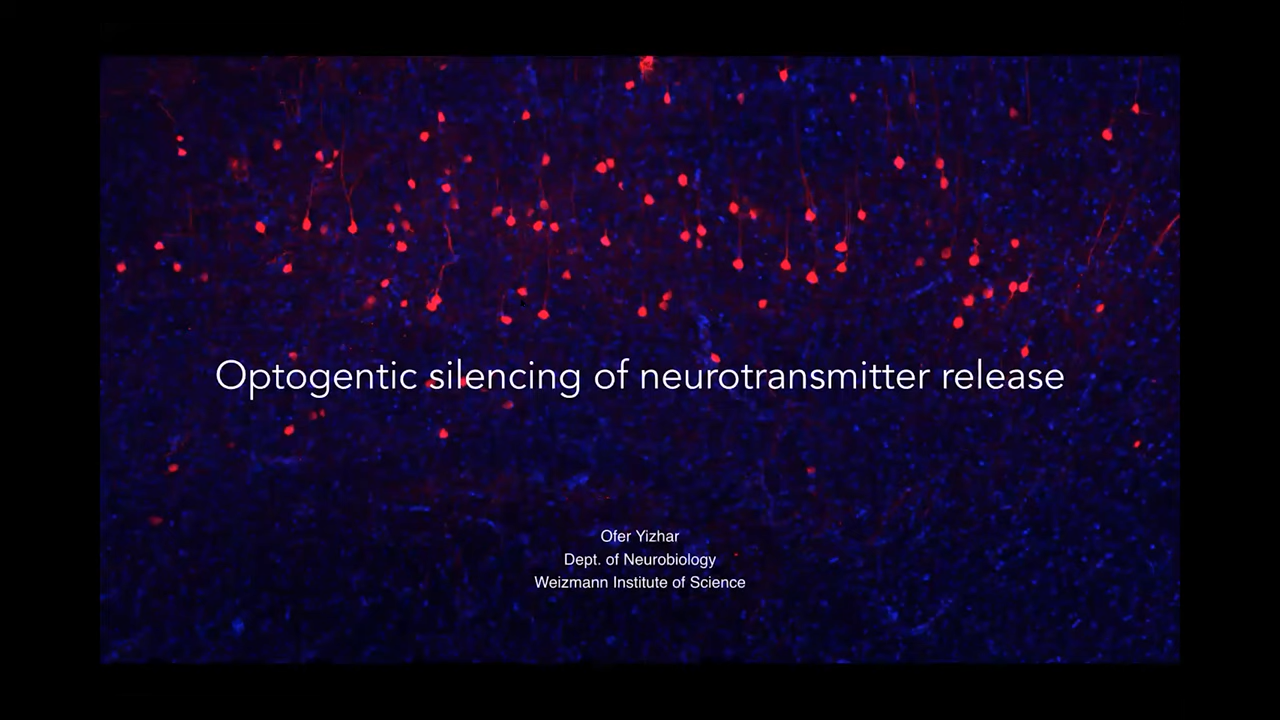 Optogentic silencing of neurotransmitter release
Ofer Yizhar
Dept. of Neurobiology
Weizmann Institute of Science